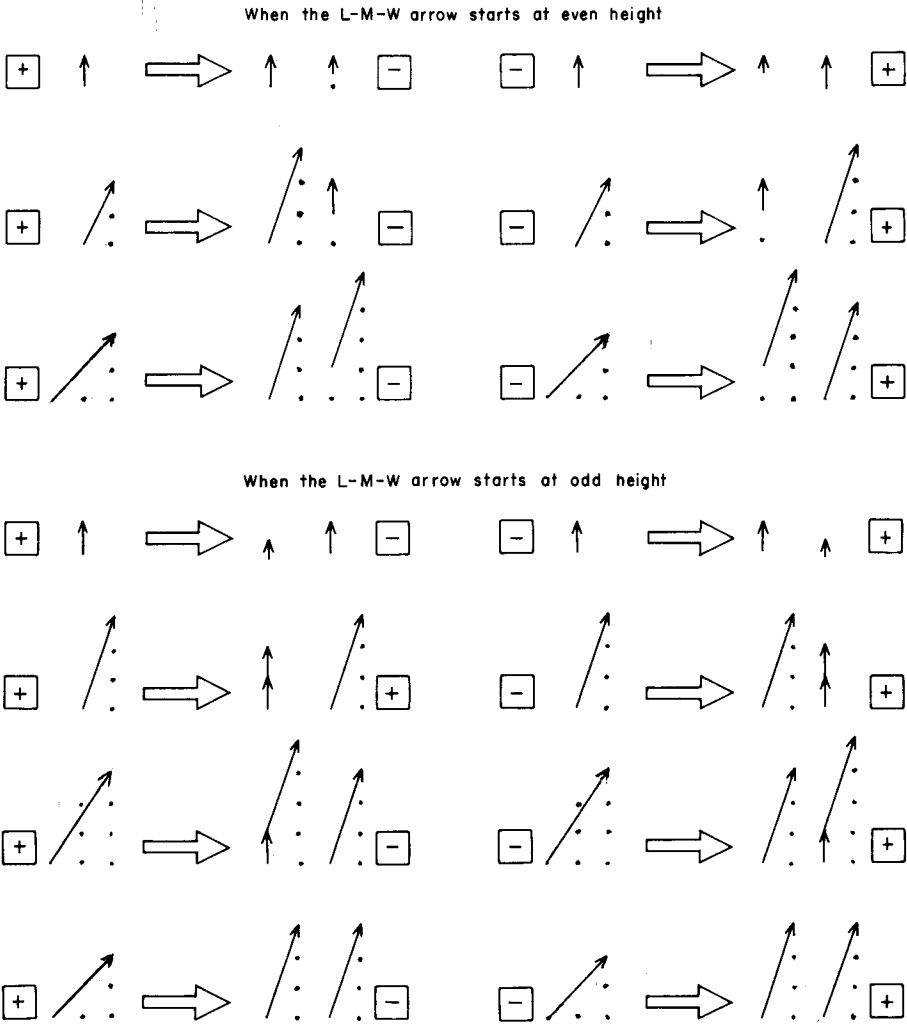 When the L-M-W arrow starts at even height
+ - - +
+ - - +
+ - - +
When the L-M-W arrow starts at odd height
+ - - +
+ + - +
+ - - +
+ - - +